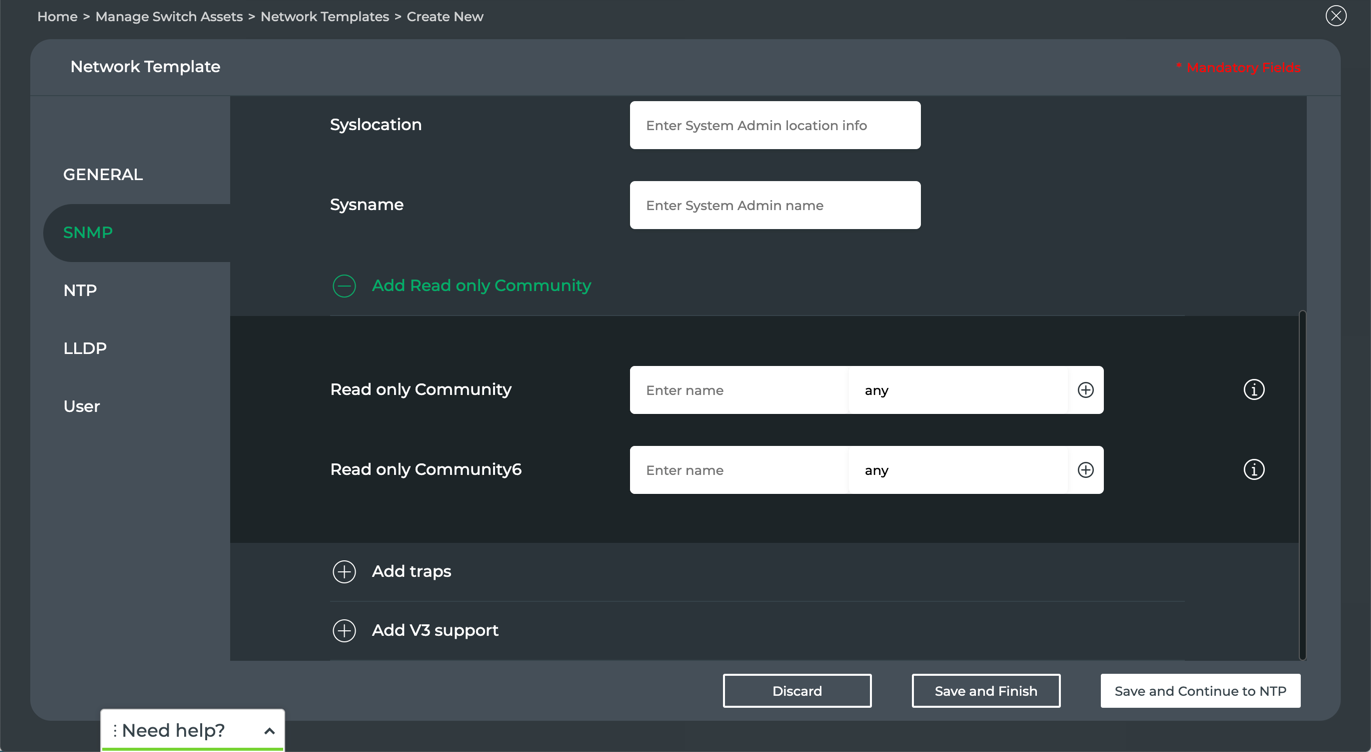 Home > Manage Switch Assets > Network Templates > Create New
Network Template
* Mandatory Fields
GENERAL
SNMP
NTP
LLDP
User
Syslocation
Enter System Admin location info
Sysname
Enter System Admin name
Add Read only Community
Read only Community
Enter name
any
Read only Community6
Enter name
any
Add traps
Add V3 support
Discard
Save and Finish
Save and Continue to NTP
Need help?